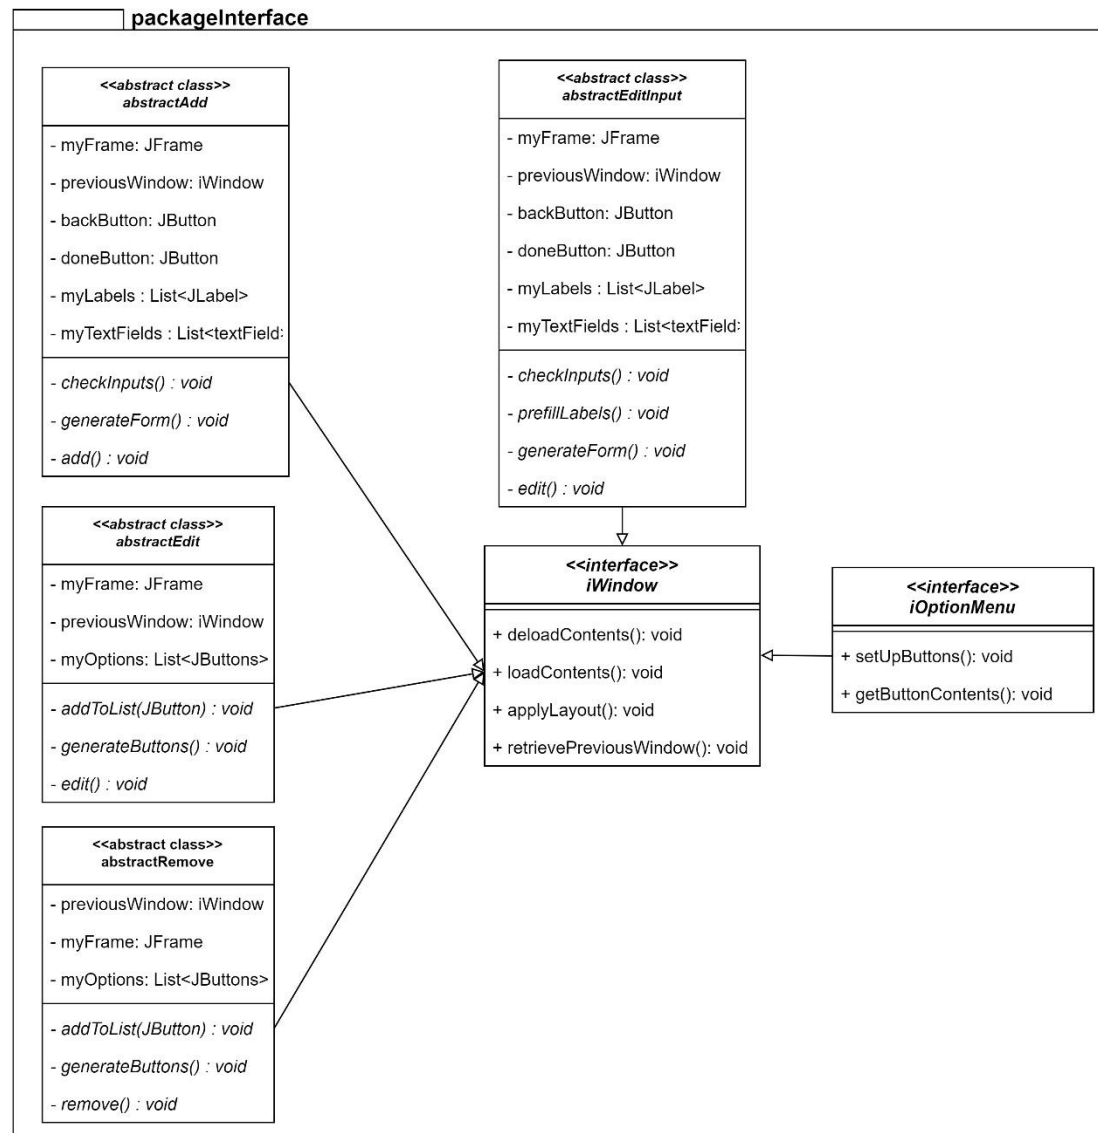 packageInterface
<<abstract class>>
abstractAdd
- myFrame: JFrame
- previousWindow: iWindow
- backButton: JButton
- doneButton: JButton
- myLabels : List<JLabel>
- myTextFields : List<textField
- checkInputs() : void
- generateForm() : void
- add() : void
<<abstract class>>
abstractEditInput
- myFrame: JFrame
- previousWindow: iWindow
- backButton: JButton
- doneButton: JButton
- myLabels : List<JLabel>
- myTextFields : List<textField
- checkInputs() : void
- prefillLabels() : void
- generateForm() : void
- edit() : void
<<abstract class>>
abstractEdit
- myFrame: JFrame
- previousWindow: iWindow
- myOptions: List<JButtons>
- addToList(JButton) : void
- generateButtons() : void
- edit() : void
<<interface>>
iWindow
+ deloadContents(): void
+ loadContents(): void
+ applyLayout(): void
+ retrievePreviousWindow(): void
<<interface>>
iOptionMenu
+ setUpButtons(): void
+ getButtonContents(): void
<<abstract class>>
abstractRemove
- previousWindow: iWindow
- myFrame: JFrame
- myOptions: List<JButtons>
- addToList(JButton) : void
- generateButtons() : void
- remove() : void